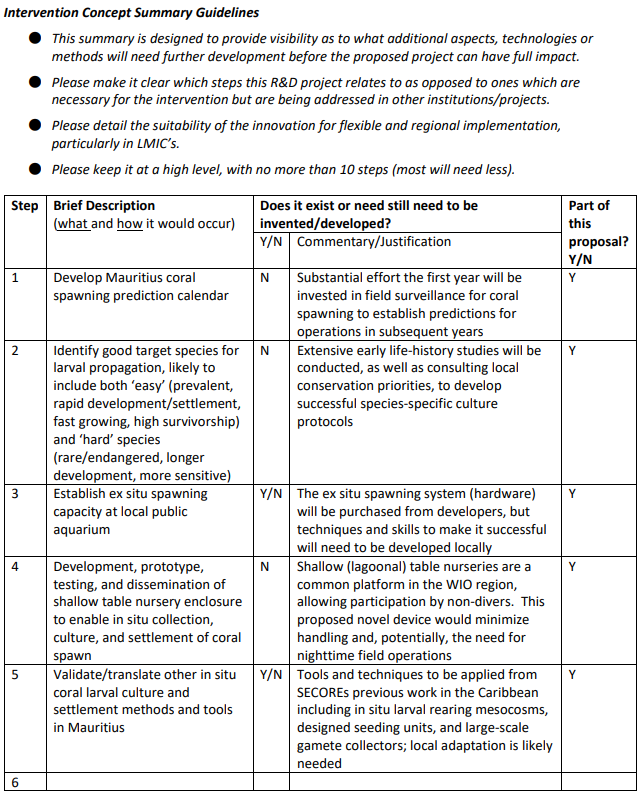 Intervention Concept Summary Guidelines
● This summary is designed to provide visibility as to what additional aspects, technologies or
methods will need further development before the proposed project can have full impact.
● Please make it clear which steps this R&D project relates to as opposed to ones which are
necessary for the intervention but are being addressed in other institutions/projects.
● Please detail the suitability of the innovation for flexible and regional implementation,
particularly in LMIC's.
● Please keep it at a high level, with no more than 10 steps (most will need less).
Step
Brief Description
(what and how it would occur)
Does it exist or need still need to be
invented/developed?
Y/N
Commentary/Justification
Part of
this
proposal?
Y/N
1
Develop Mauritius coral
spawning prediction calendar
N
Substantial effort the first year will be
invested in field surveillance for coral
spawning to establish predictions for
operations in subsequent years
Y
2
Identify good target species for
larval propagation, likely to
include both 'easy' (prevalent,
rapid development/settlement,
fast growing, high survivorship)
and 'hard' species
(rare/endangered, longer
development, more sensitive)
N
Extensive early life-history studies will be
conducted, as well as consulting local
conservation priorities, to develop
successful species-specific culture
protocols
Y
3
Establish ex situ spawning
capacity at local public
aquarium
Y/N
The ex situ spawning system (hardware)
will be purchased from developers, but
techniques and skills to make it successful
will need to be developed locally
Y
4
Development, prototype,
testing, and dissemination of
shallow table nursery enclosure
to enable in situ collection,
culture, and settlement of coral
spawn
N
Shallow (lagoonal) table nurseries are a
common platform in the WIO region,
allowing participation by non-divers.  This
proposed novel device would minimize
handling and, potentially, the need for
nighttime field operations
Y
5
Validate/translate other in situ
coral larval culture and
settlement methods and tools
in Mauritius
Y/N
Tools and techniques to be applied from
SECOREs previous work in the Caribbean
including in situ larval rearing mesocosms,
designed seeding units, and large-scale
gamete collectors; local adaptation is likely
needed
Y
6